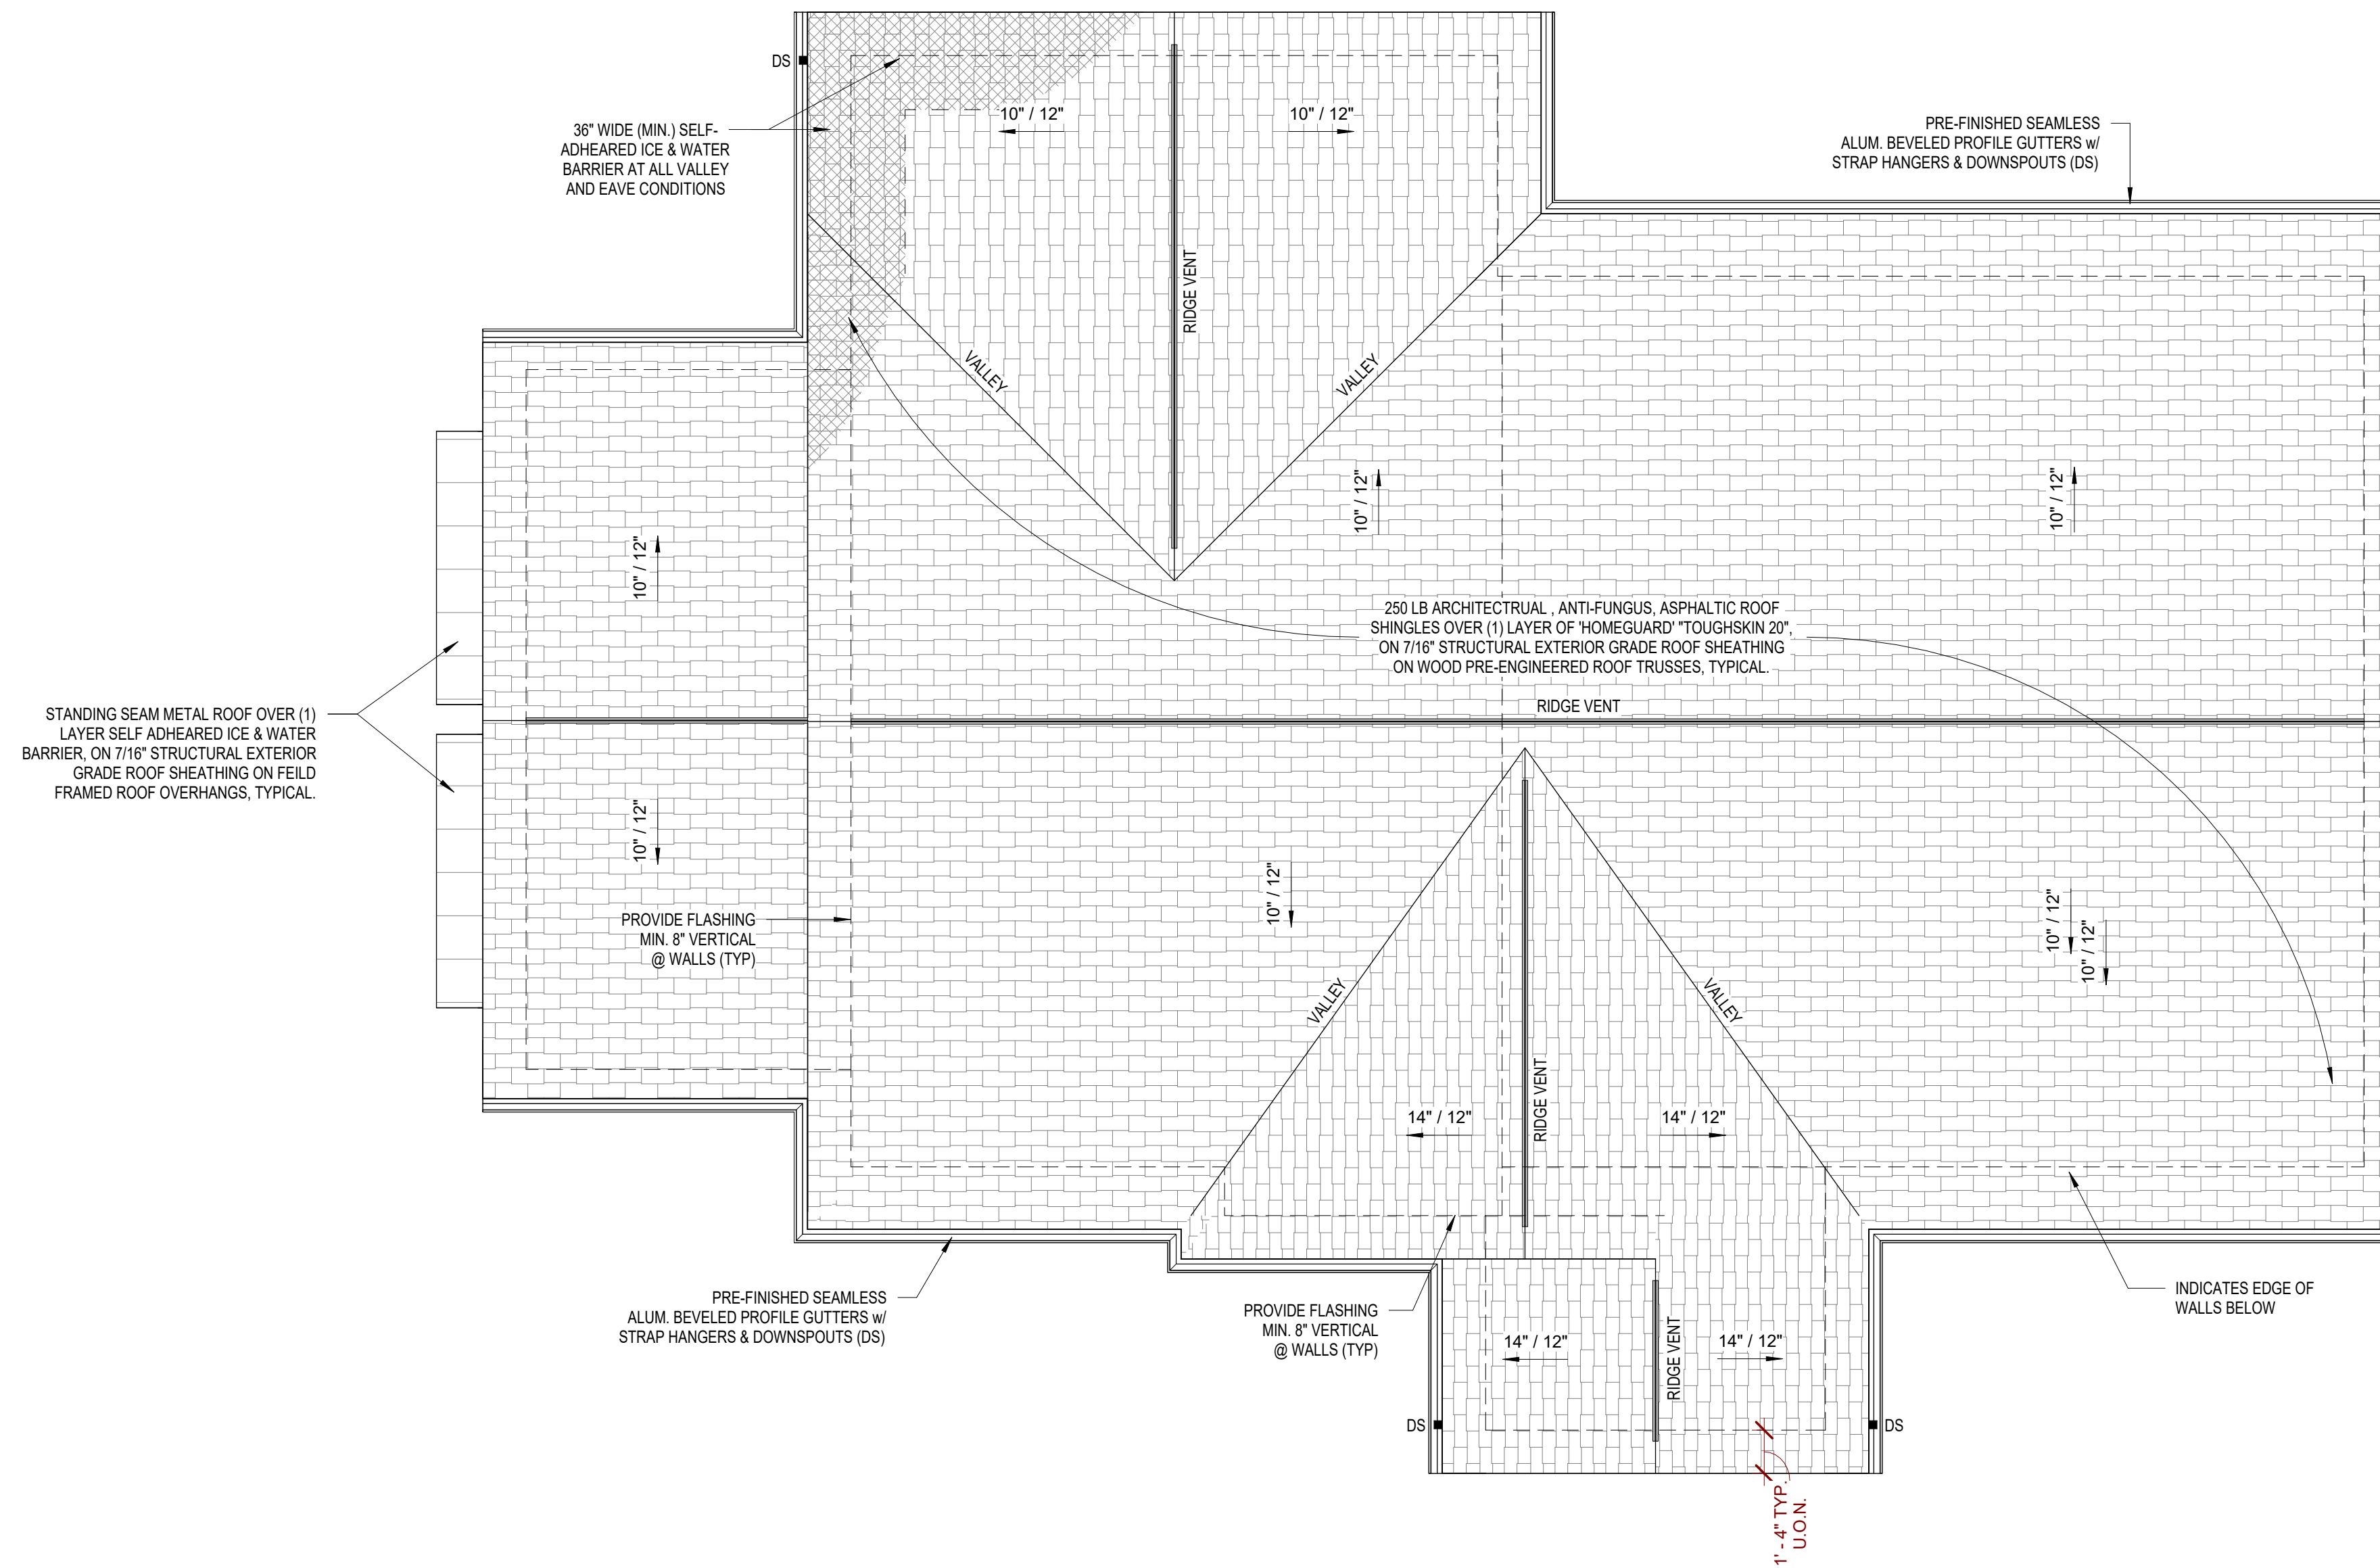 DS
36" WIDE (MIN.) SELF-
ADHEARED ICE & WATER
BARRIER AT ALL VALLEY
AND EAVE CONDITIONS
10" / 12"
10" / 12"
PRE-FINISHED SEAMLESS
ALUM. BEVELED PROFILE GUTTERS w/
STRAP HANGERS & DOWNSPOUTS (DS)
RIDGE VENT
VALLEY
VALLEY
10" / 12"
10" / 12"
10" / 12"
250 LB ARCHITECTRUAL , ANTI-FUNGUS, ASPHALTIC ROOF
SHINGLES OVER (1) LAYER OF 'HOMEGUARD' "TOUGHSKIN 20",
ON 7/16" STRUCTURAL EXTERIOR GRADE ROOF SHEATHING
ON WOOD PRE-ENGINEERED ROOF TRUSSES, TYPICAL.
RIDGE VENT
STANDING SEAM METAL ROOF OVER (1)
LAYER SELF ADHEARED ICE & WATER
BARRIER, ON 7/16" STRUCTURAL EXTERIOR
GRADE ROOF SHEATHING ON FEILD
FRAMED ROOF OVERHANGS, TYPICAL.
10" / 12"
PROVIDE FLASHING
MIN. 8" VERTICAL
@ WALLS (TYP)
10" / 12"
10" / 12"
10" / 12"
VALLEY
VALLEY
RIDGE VENT
14" / 12"
14" / 12"
PRE-FINISHED SEAMLESS
ALUM. BEVELED PROFILE GUTTERS w/
STRAP HANGERS & DOWNSPOUTS (DS)
PROVIDE FLASHING
MIN. 8" VERTICAL
@ WALLS (TYP)
INDICATES EDGE OF
WALLS BELOW
14" / 12"
RIDGE VENT
14" / 12"
DS
DS
1' - 4" TYP.
U.O.N.